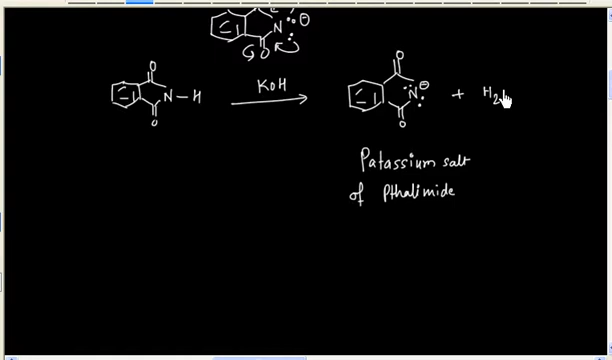 N ⊖
O
O
N – H
O
KOH
O
N ⊖
O
+ H2
Patassium salt
of Pthalimide